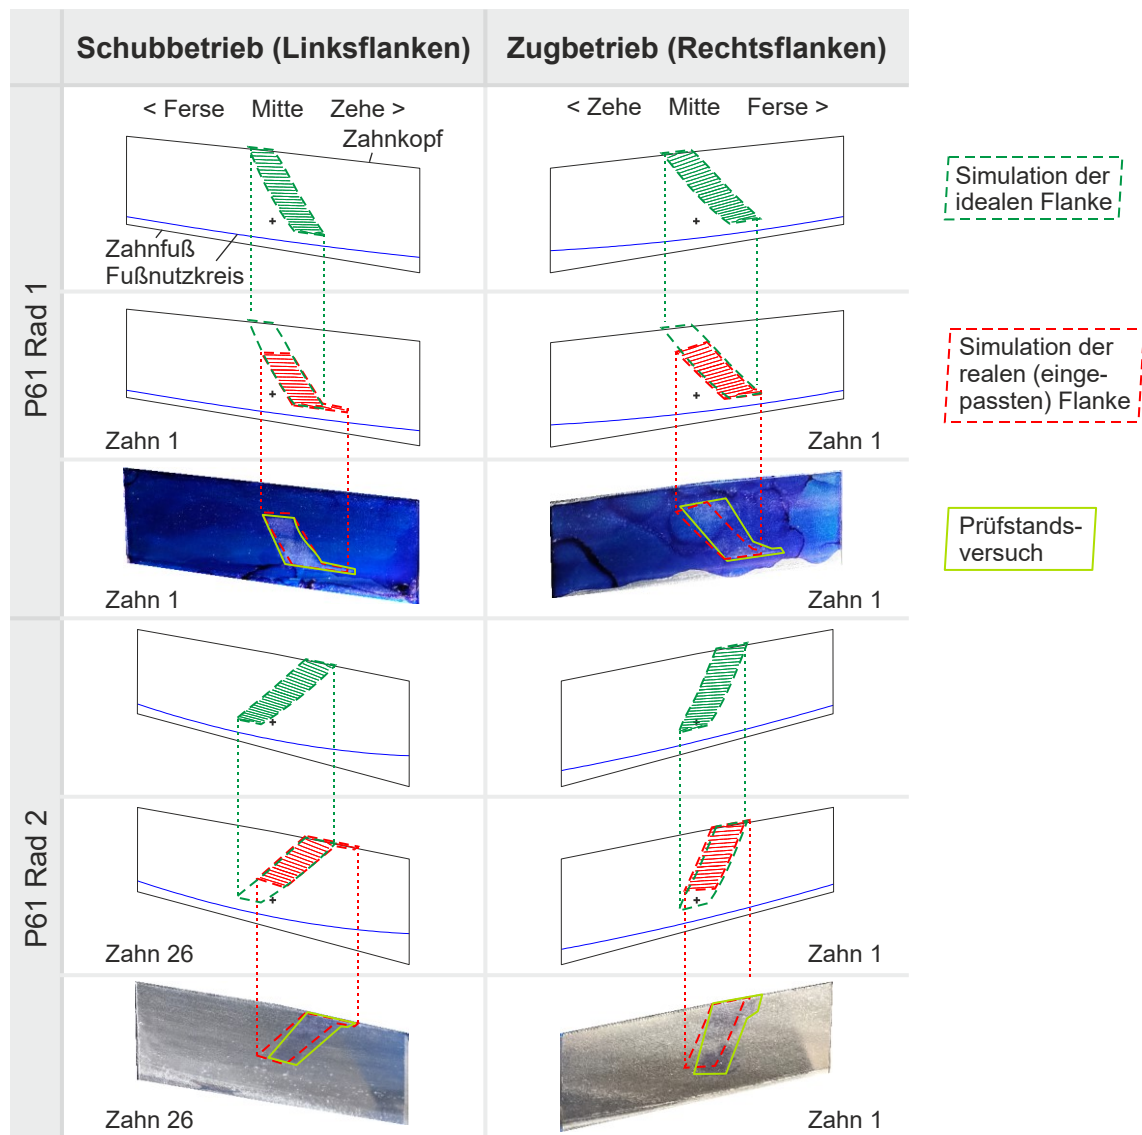 Schubbetrieb (Linksflanken)
Zugbetrieb (Rechtsflanken)
P61 Rad 1
< Ferse Mitte Zehe >
Zahnkopf
Zahnfuß
Fußnutzkreis
< Zehe Mitte Ferse >
Simulation der
idealen Flanke
Zahn 1
Zahn 1
Simulation der
realen (einge-
passten) Flanke
Zahn 1
Zahn 1
Prüfstands-
versuch
P61 Rad 2
Zahn 26
Zahn 1
Zahn 26
Zahn 1